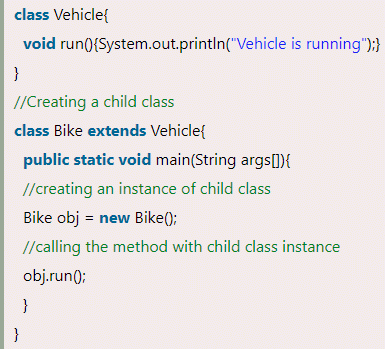 class Vehicle{
void run(){System.out.println("Vehicle is running");}
}
//Creating a child class
class Bike extends Vehicle{
public static void main(String args[]){
//creating an instance of child class
Bike obj = new Bike();
//calling the method with child class instance
obj.run();
}
}